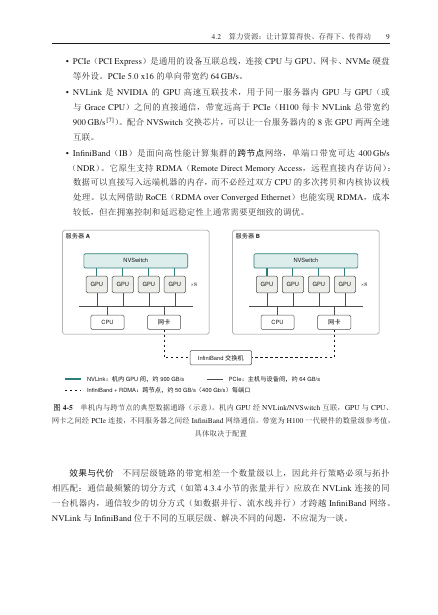 4.2 算力资源：让计算算得快、存得下、传得动 9
• PCIe（PCI Express）是通用的设备互联总线，连接 CPU 与 GPU、网卡、NVMe 硬盘
等外设。PCIe 5.0 x16 的单向带宽约 64 GB/s。
• NVLink 是 NVIDIA 的 GPU 高速互联技术，用于同一服务器内 GPU 与 GPU（或
与 Grace CPU）之间的直接通信，带宽远高于 PCIe（H100 每卡 NVLink 总带宽约
900 GB/s[7]）。配合 NVSwitch 交换芯片，可以让一台服务器内的 8 张 GPU 两两全速
互联。
• InfiniBand（IB）是面向高性能计算集群的跨节点网络，单端口带宽可达 400 Gb/s
（NDR）。它原生支持 RDMA（Remote Direct Memory Access，远程直接内存访问）：
数据可以直接写入远端机器的内存，而不必经过双方 CPU 的多次拷贝和内核协议栈
处理。以太网借助 RoCE（RDMA over Converged Ethernet）也能实现 RDMA，成本
较低，但在拥塞控制和延迟稳定性上通常需要更细致的调优。
服务器 A
NVSwitch
GPU GPU GPU GPU ×8
CPU 网卡
服务器 B
NVSwitch
GPU GPU GPU GPU ×8
CPU 网卡
InfiniBand 交换机
NVLink：机内 GPU 间，约 900 GB/s PCIe：主机与设备间，约 64 GB/s
InfiniBand + RDMA：跨节点，约 50 GB/s（400 Gb/s）每端口
图 4-5 单机内与跨节点的典型数据通路（示意）。机内 GPU 经 NVLink/NVSwitch 互联，GPU 与 CPU、
网卡之间经 PCIe 连接，不同服务器之间经 InfiniBand 网络通信。带宽为 H100 一代硬件的数量级参考值，
具体取决于配置
效果与代价 不同层级链路的带宽相差一个数量级以上，因此并行策略必须与拓扑
相匹配：通信最频繁的切分方式（如第 4.3.4 小节的张量并行）应放在 NVLink 连接的同
一台机器内，通信较少的切分方式（如数据并行、流水线并行）才跨越 InfiniBand 网络。
NVLink 与 InfiniBand 位于不同的互联层级、解决不同的问题，不应混为一谈。